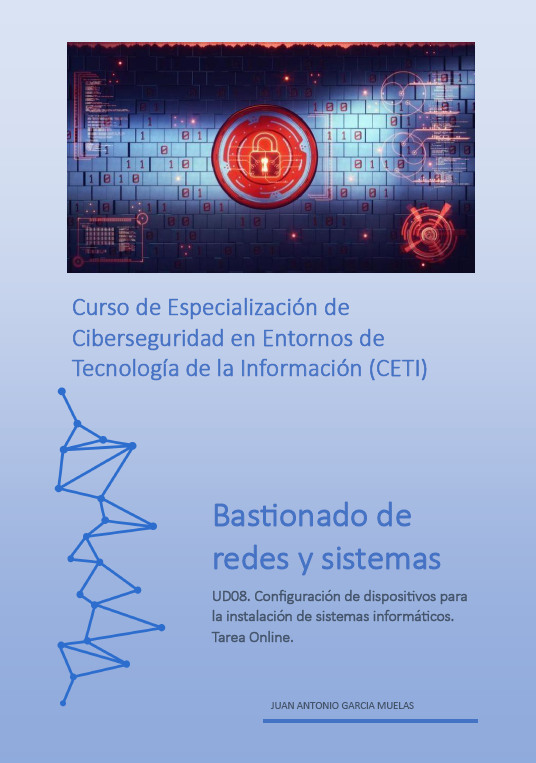 Curso de Especialización de
Ciberseguridad en Entornos de
Tecnología de la Información (CETI)
Bastionado de
redes y sistemas
UD08. Configuración de dispositivos para
la instalación de sistemas informáticos.
Tarea Online.
JUAN ANTONIO GARCIA MUELAS